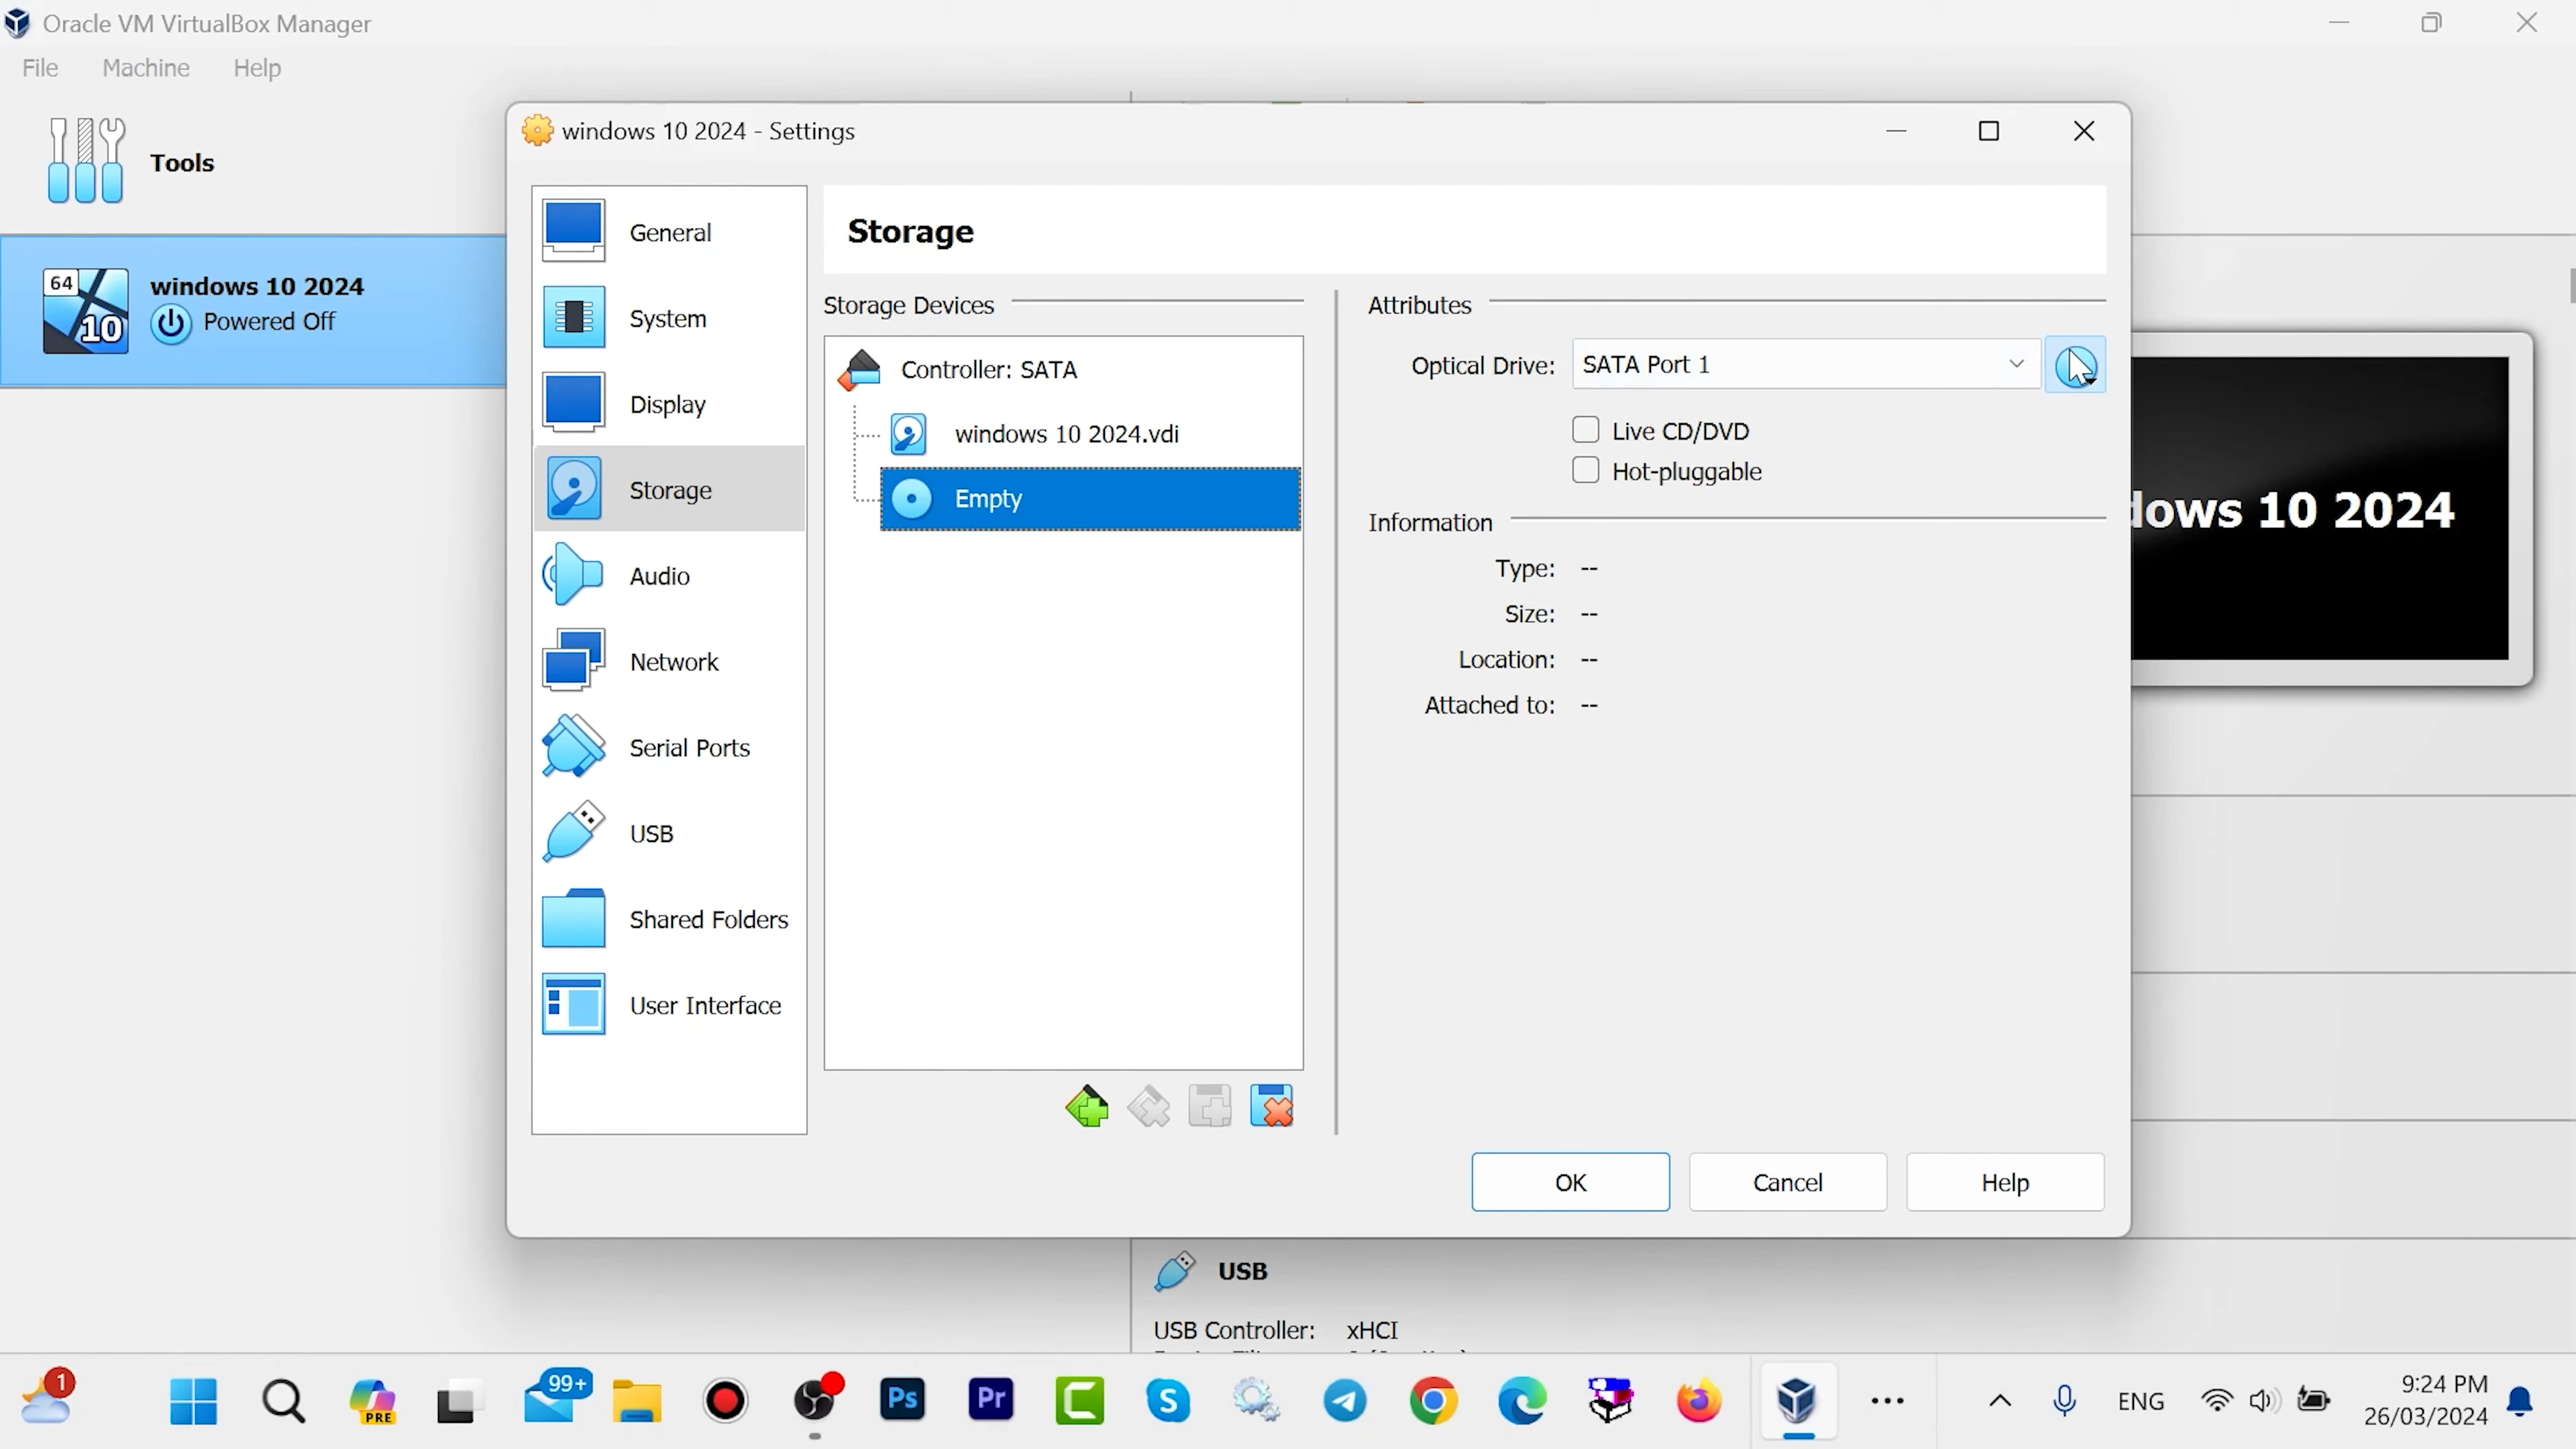 Oracle VM VirtualBox Manager
File Machine Help
Tools
64
10
windows 10 2024
Powered Off
windows 10 2024 - Settings
General
System
Display
Storage
Audio
Network
Serial Ports
USB
Shared Folders
User Interface
Storage
Storage Devices
Controller: SATA
windows 10 2024.vdi
Empty
Attributes
Optical Drive: SATA Port 1
Live CD/DVD
Hot-pluggable
Information
Type: --
Size: --
Location: --
Attached to: --
OK Cancel Help
dows 10 2024
USB
USB Controller: xHCI
1
PRE
99+
Ps
Pr
ENG
9:24 PM
26/03/2024